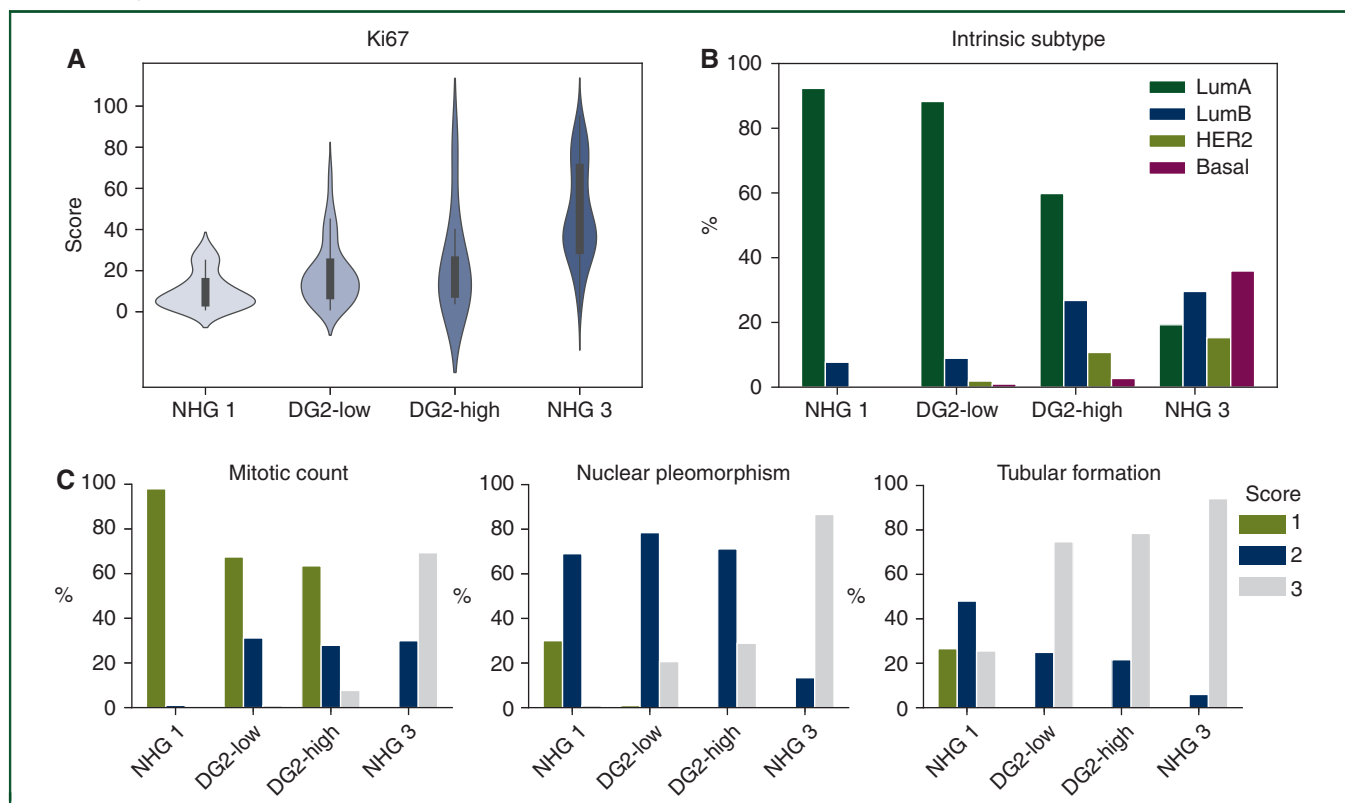 A
Ki67
Score
100
80
60
40
20
0
NHG 1 DG2-low DG2-high NHG 3
B
Intrinsic subtype
%
100
80
60
40
20
0
LumA
LumB
HER2
Basal
NHG 1 DG2-low DG2-high NHG 3
C
Mitotic count
%
100
80
60
40
20
0
NHG 1 DG2-low DG2-high NHG 3
Nuclear pleomorphism
%
100
80
60
40
20
0
NHG 1 DG2-low DG2-high NHG 3
Tubular formation
%
100
80
60
40
20
0
NHG 1 DG2-low DG2-high NHG 3
Score
1
2
3